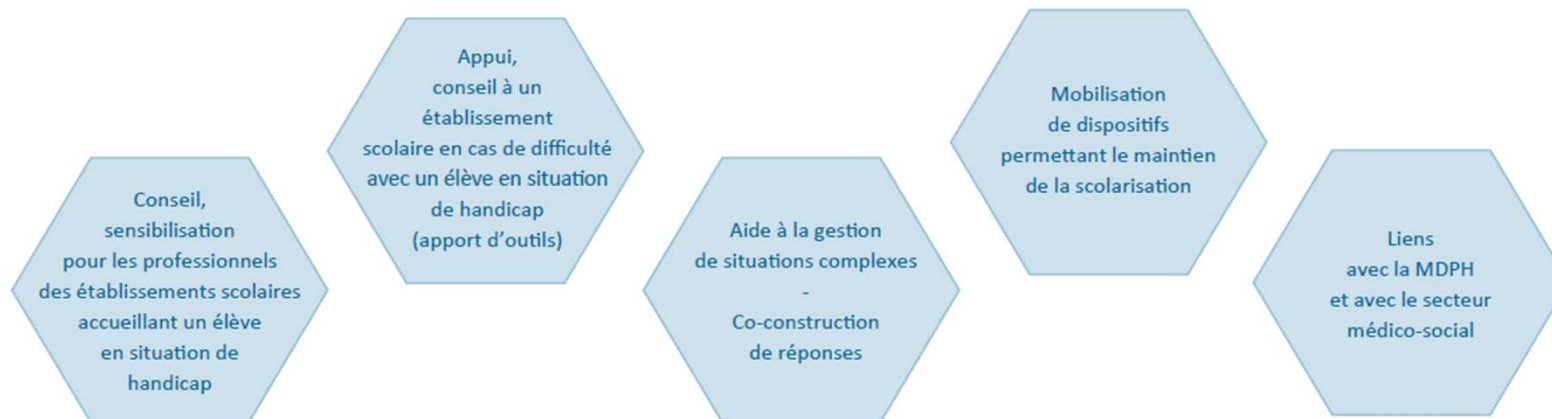 Conseil,
sensibilisation
pour les professionnels
des établissements scolaires
accueillant un élève
en situation de
handicap
Appui,
conseil à un
établissement
scolaire en cas de difficulté
avec un élève en situation
de handicap
(apport d'outils)
Aide à la gestion
de situations complexes
-
Co-construction
de réponses
Mobilisation
de dispositifs
permettant le maintien
de la scolarisation
Liens
avec la MDPH
et avec le secteur
médico-social